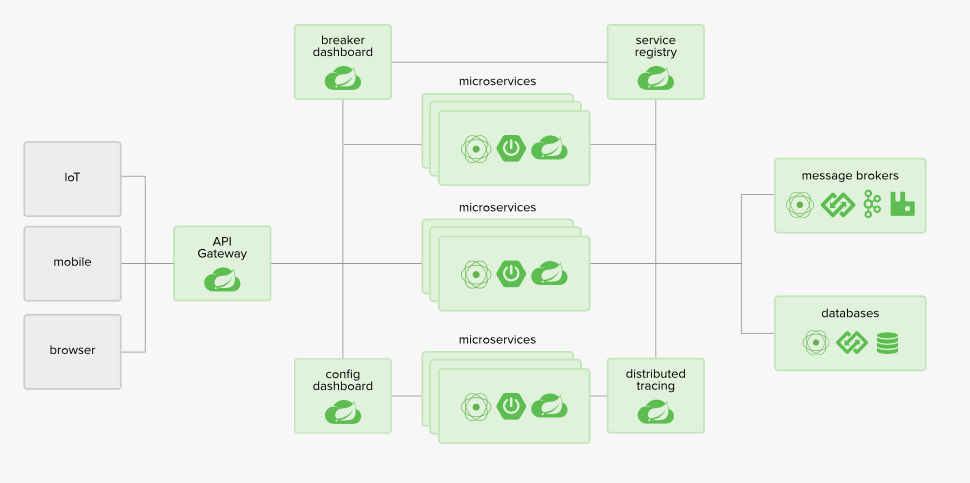 breaker
dashboard
service
registry
microservices
IoT
message brokers
microservices
API
Gateway
mobile
databases
microservices
browser
config
dashboard
distributed
tracing